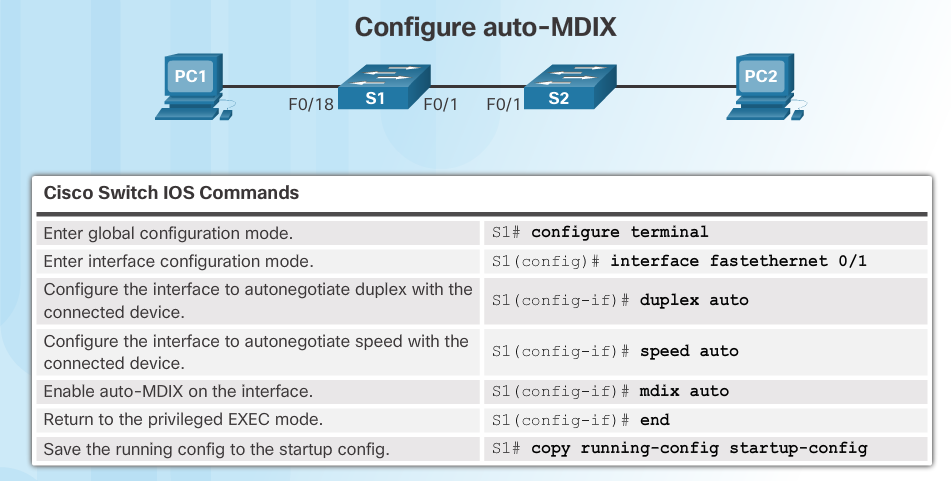 Configure auto-MDIX
PC1
PC2
S1
S2
F0/18
F0/1
F0/1
Cisco Switch IOS Commands
Enter global configuration mode.
S1# configure terminal
Enter interface configuration mode.
S1(config)# interface fastethernet 0/1
Configure the interface to autonegotiate duplex with the
connected device.
S1(config-if)# duplex auto
Configure the interface to autonegotiate speed with the
connected device.
S1(config-if)# speed auto
Enable auto-MDIX on the interface.
S1(config-if)# mdix auto
Return to the privileged EXEC mode.
S1(config-if)# end
Save the running config to the startup config.
S1# copy running-config startup-config